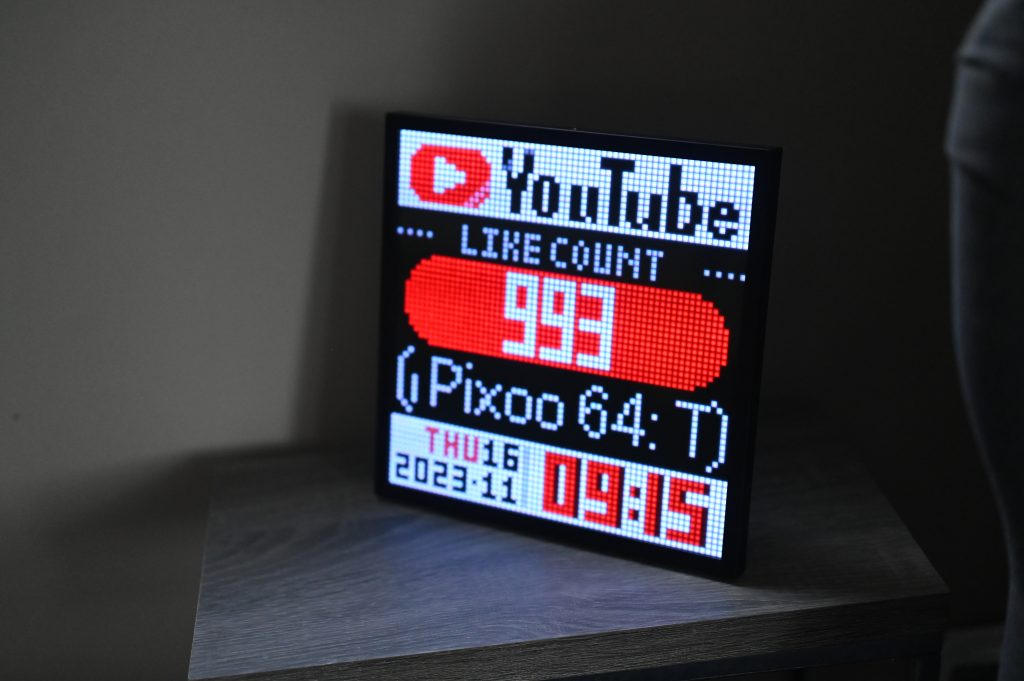 YouTube
LIKE COUNT
993
Pixoo 64: T
THU16
2023-11
09:15